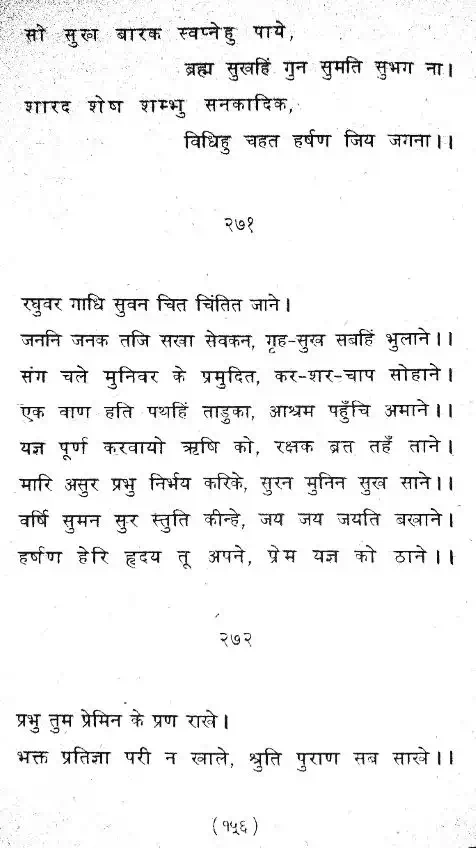 सो सुख बारक स्वप्नेहु पाये,
ब्रह्म सुखहिं गुन सुमति सुभग ना।
शारद शेष शम्भु सनकादिक,
विधिहु चहत हर्षण जिय जगना।।
२७१
रघुवर गाधि सुवन चित चिंतित जाने।
जननि जनक तजि सखा सेवकन, गृह-सुख सबहिं भुलाने।।
संग चले मुनिवर के प्रमुदित, कर-शर-चाप सोहाने।
एक वाण हति पथहिं ताडुका, आश्रम पहुँचि अमाने।।
यज्ञ पूर्ण करवायो ऋषि को, रक्षक ब्रत तहँ ताने।
मारि असुर प्रभु निर्भय करिके, सुरन मुनिन सुख साने।।
वर्षि सुमन सुर स्तुति कीन्हे, जय जय जयति बखाने।
हर्षण हेरि हृदय तू अपने, प्रेम यज्ञ को ठाने।।
२७२
प्रभु तुम प्रेमिन के प्रण राखे।
भक्त प्रतिज्ञा परी न खाले, श्रुति पुराण सब साखे।।
(१५६)